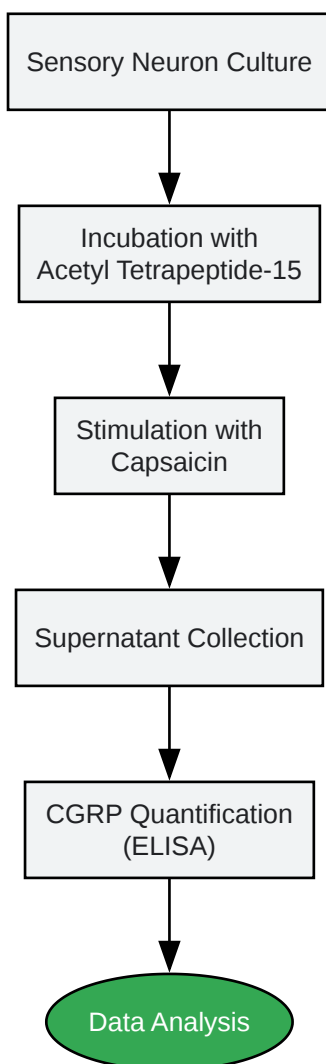 Sensory Neuron Culture
Incubation with
Acetyl Tetrapeptide-15
Stimulation with
Capsaicin
Supernatant Collection
CGRP Quantification
(ELISA)
Data Analysis